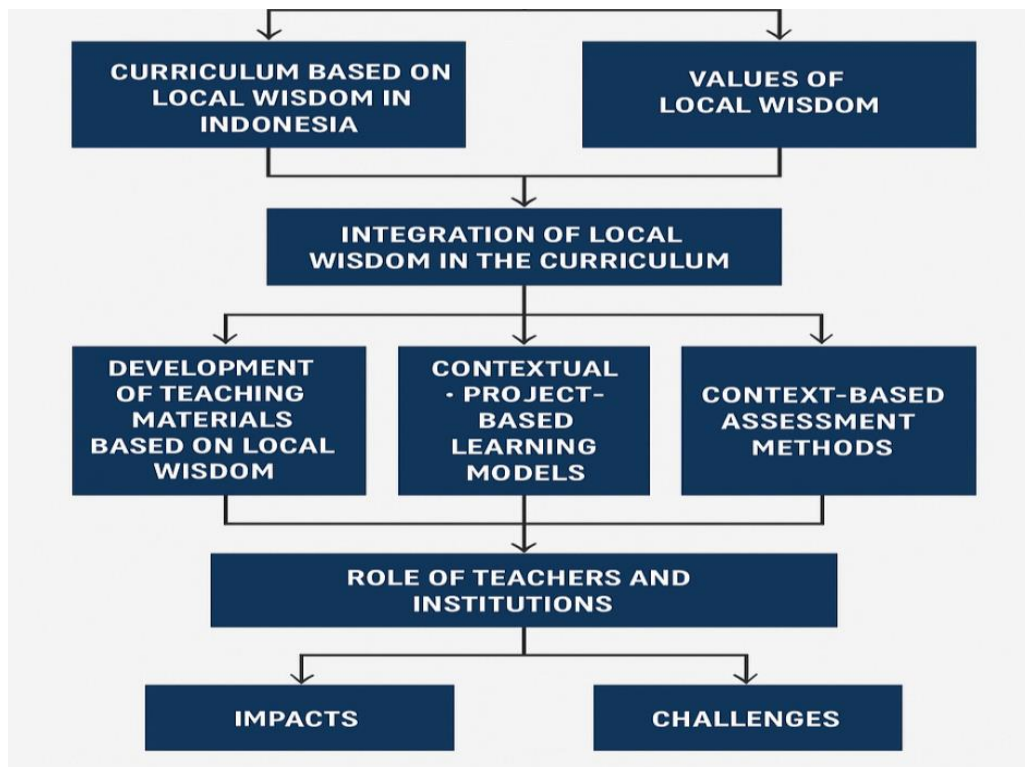 CURRICULUM BASED ON
LOCAL WISDOM IN
INDONESIA
VALUES OF
LOCAL WISDOM
INTEGRATION OF LOCAL
WISDOM IN THE CURRICULUM
DEVELOPMENT
OF TEACHING
MATERIALS
BASED ON LOCAL
WISDOM
CONTEXTUAL
· PROJECT-
BASED
LEARNING
MODELS
CONTEXT-BASED
ASSESSMENT
METHODS
ROLE OF TEACHERS AND
INSTITUTIONS
IMPACTS
CHALLENGES